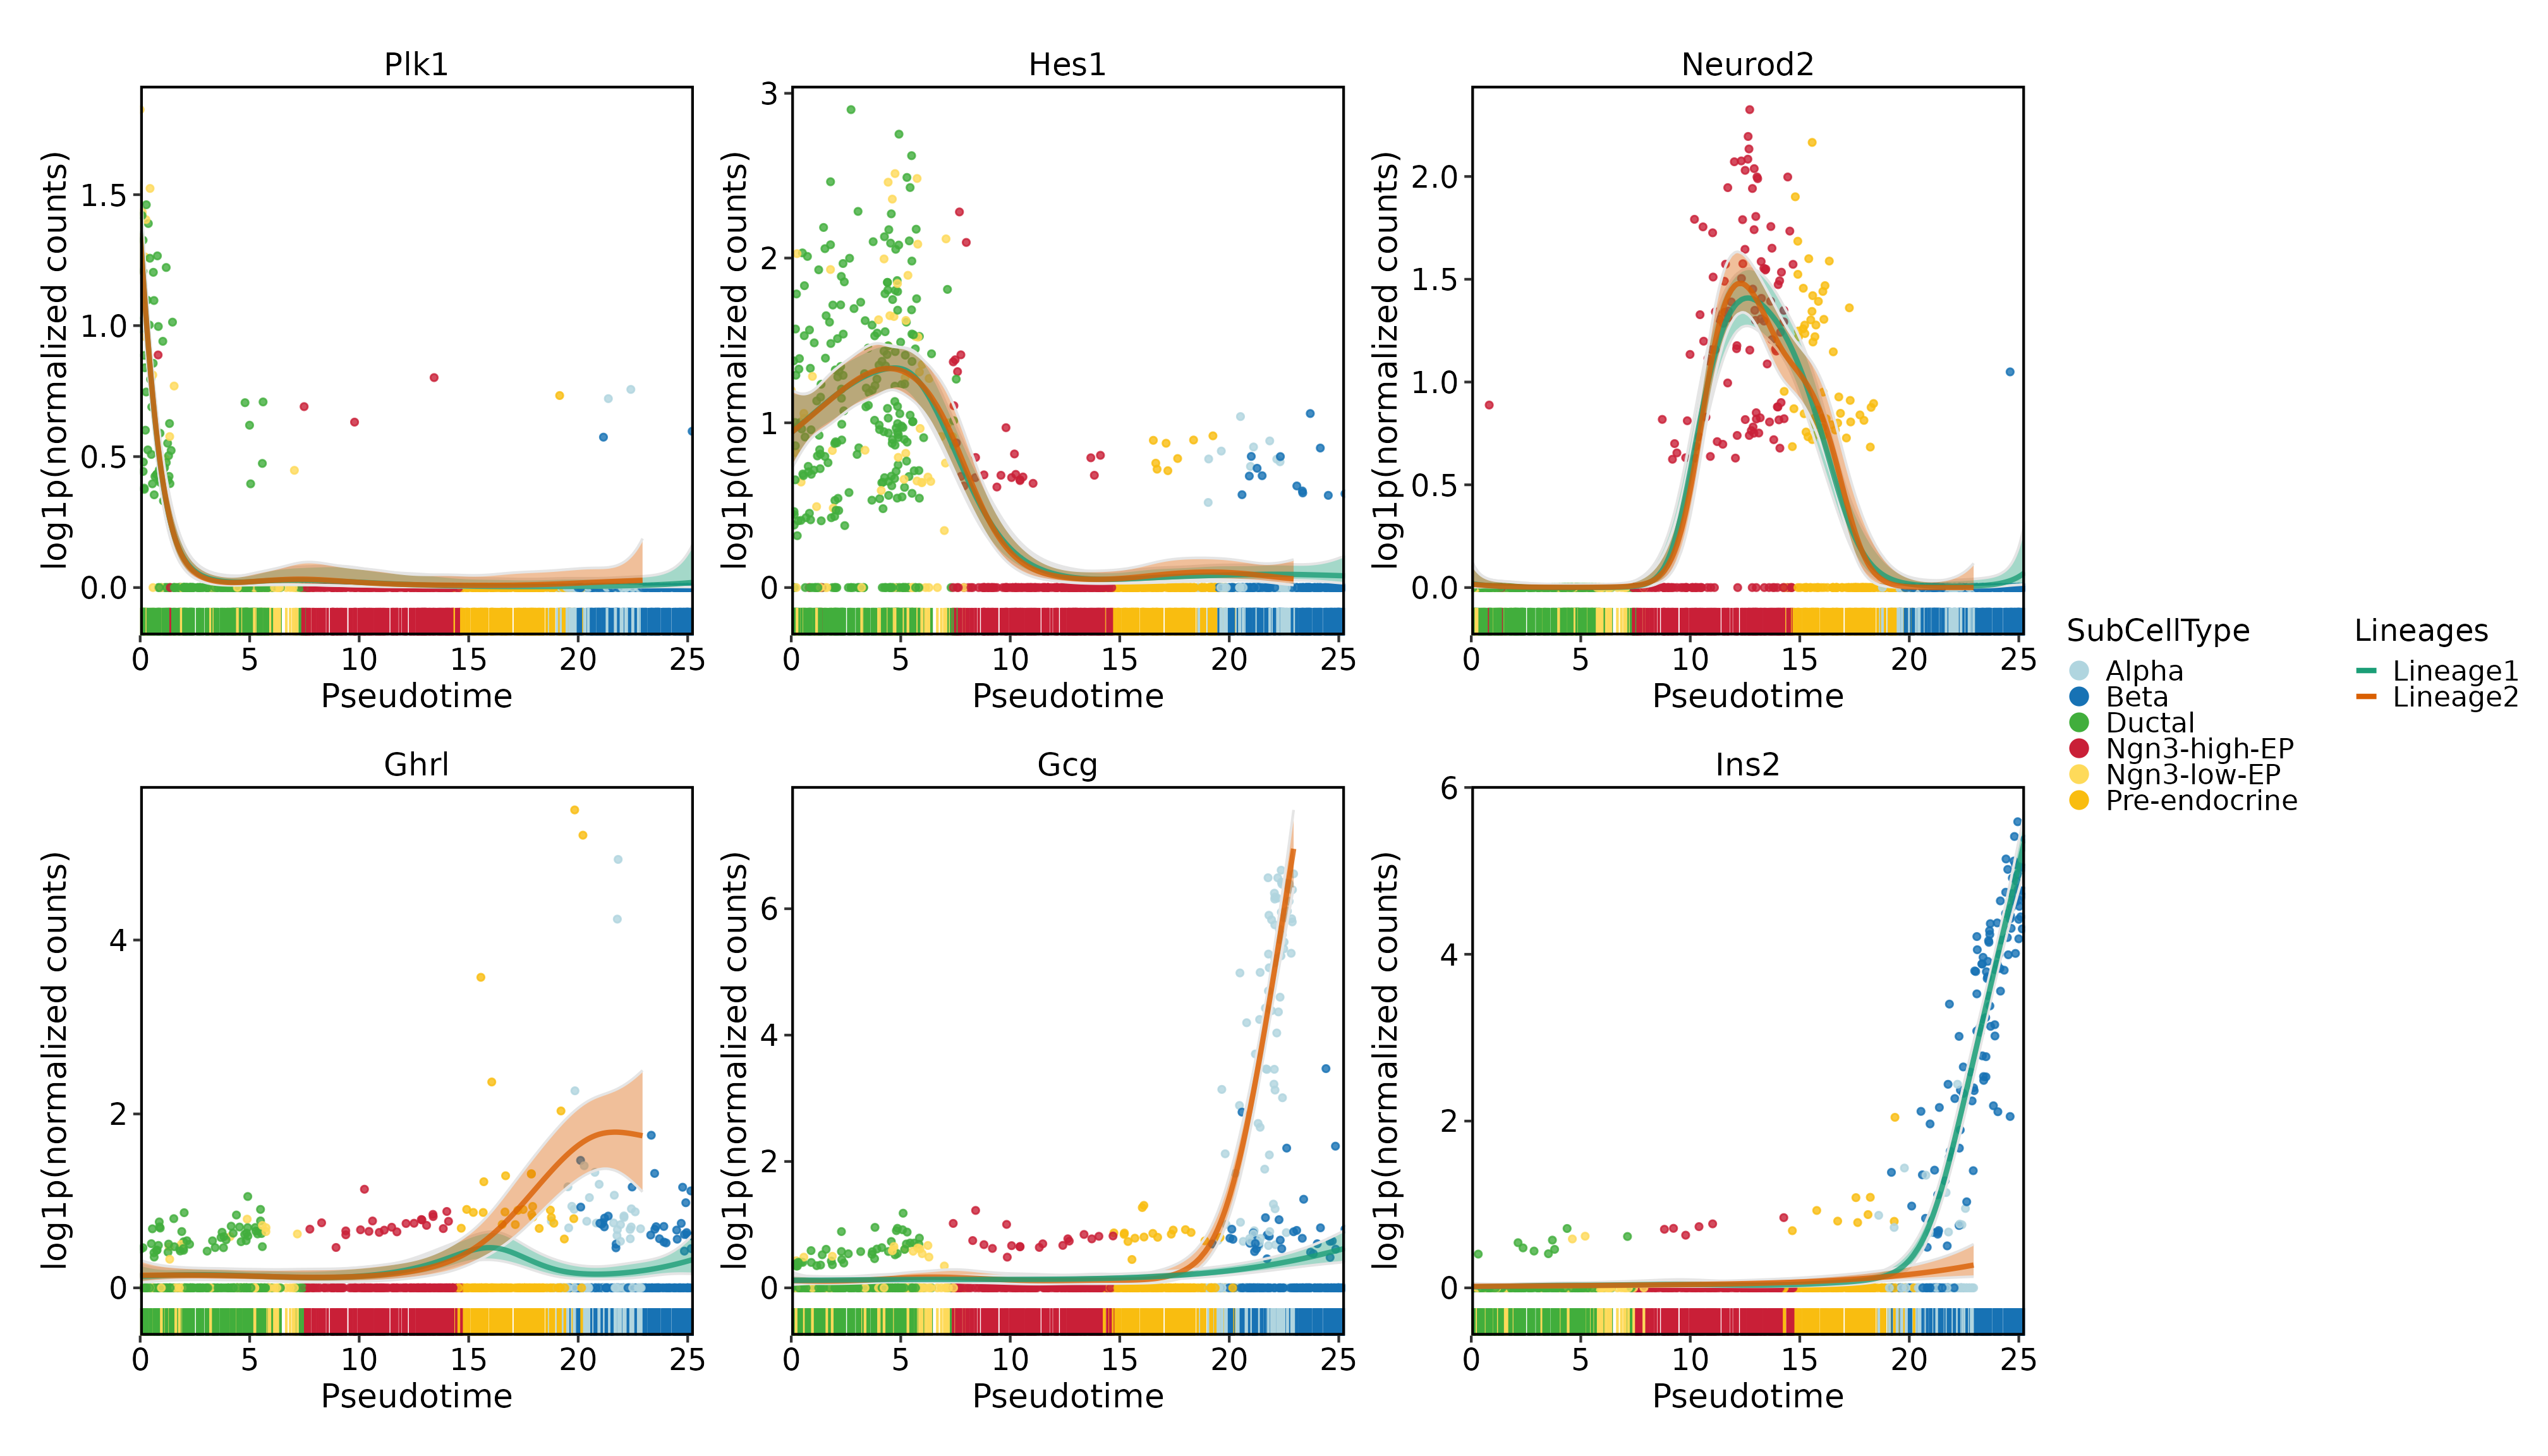 Plk1
log1p(normalized counts)
1.5
1.0
0.5
0.0
0 5 10 15 20 25
Pseudotime
Hes1
log1p(normalized counts)
3
2
1
0
0 5 10 15 20 25
Pseudotime
Neurod2
log1p(normalized counts)
2.0
1.5
1.0
0.5
0.0
0 5 10 15 20 25
Pseudotime
Ghrl
log1p(normalized counts)
4
2
0
0 5 10 15 20 25
Pseudotime
Gcg
log1p(normalized counts)
6
4
2
0
0 5 10 15 20 25
Pseudotime
Ins2
log1p(normalized counts)
6
4
2
0
0 5 10 15 20 25
Pseudotime
SubCellType
Alpha
Beta
Ductal
Ngn3-high-EP
Ngn3-low-EP
Pre-endocrine
Lineages
Lineage1
Lineage2